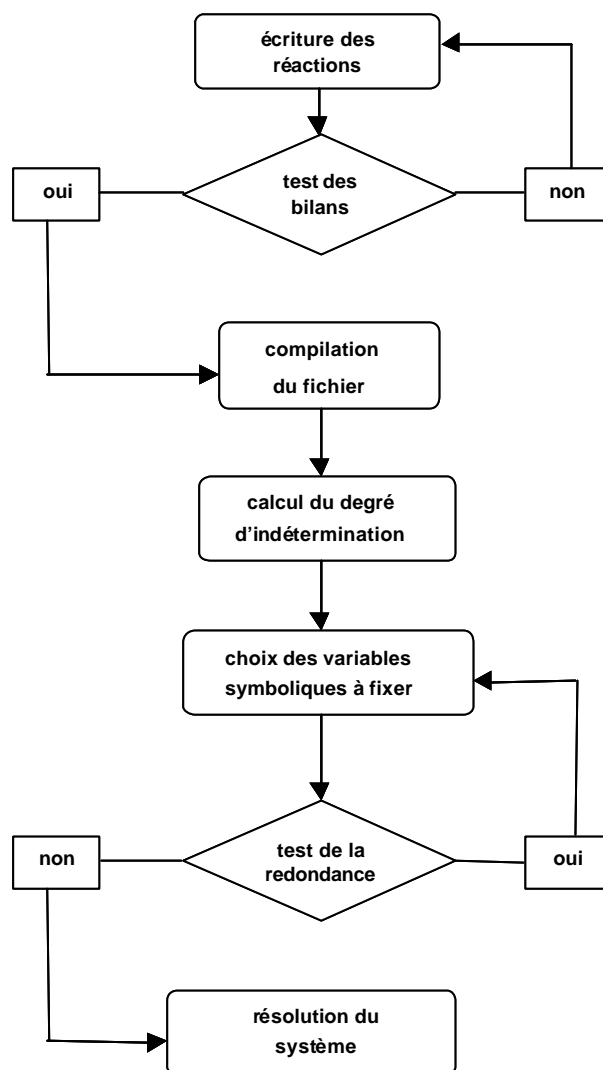 écriture des
réactions
oui
test des
bilans
non
compilation
du fichier
calcul du degré
d'indétermination
choix des variables
symboliques à fixer
non
test de la
redondance
oui
résolution du
système